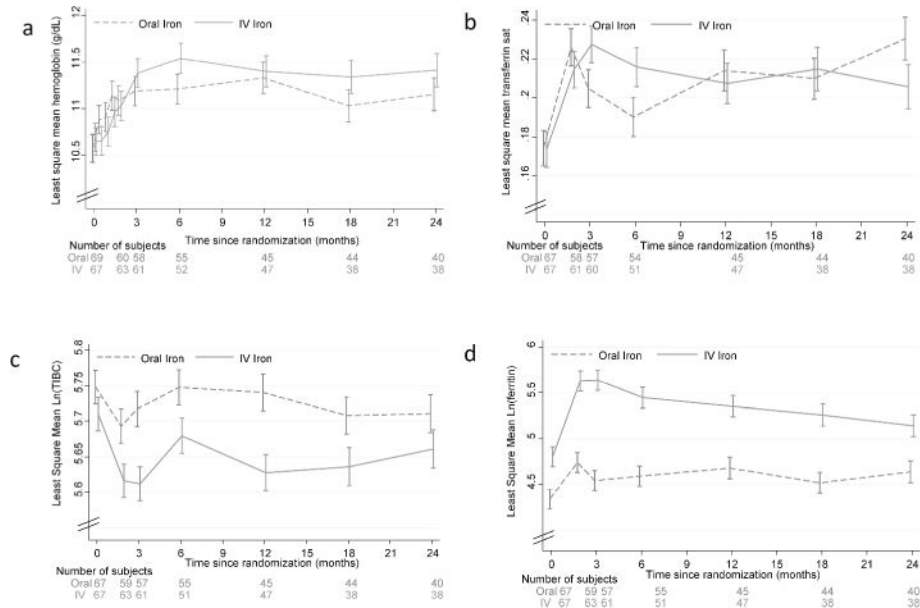 a
Least square mean hemoglobin (g/dL)
Oral Iron IV Iron
12
11.5
11
10.5
0 3 6 9 12 15 18 21 24
Number of subjects Time since randomization (months)
Oral 69 60 58 55 45 44 40
IV 67 63 61 52 47 38 38
b
Least square mean transferrin sat
Oral Iron IV Iron
.24
.22
.2
.18
.16
0 3 6 9 12 15 18 21 24
Number of subjects Time since randomization (months)
Oral 67 58 57 54 45 44 40
IV 67 61 60 51 47 38 38
c
Least Square Mean Ln(TIBC)
Oral Iron IV Iron
5.8
5.75
5.7
5.65
5.6
0 3 6 9 12 15 18 21 24
Time since randomization (months)
Number of subjects
Oral 67 59 57 55 45 44 40
IV 67 63 61 51 47 38 38
d
Least Square Mean Ln(ferritin)
Oral Iron IV Iron
6
5.5
5
4.5
0 3 6 9 12 15 18 21 24
Time since randomization (months)
Number of subjects
Oral 67 59 57 55 45 44 40
IV 67 63 61 51 47 38 38